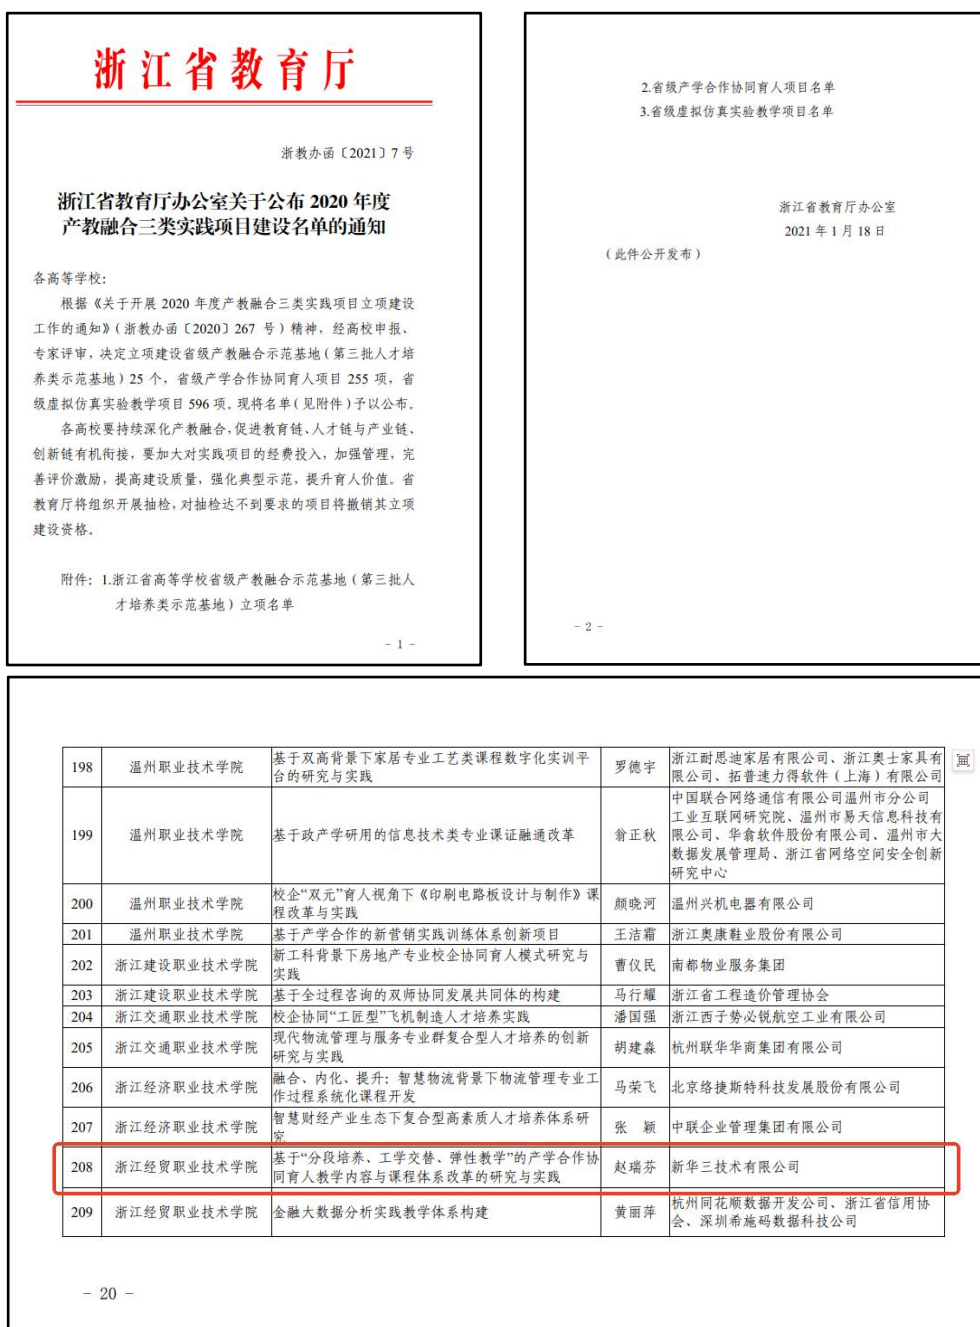 浙江省教育厅
浙教办函〔2021〕7 号
浙江省教育厅办公室关于公布 2020 年度
产教融合三类实践项目建设名单的通知
各高等学校：
根据《关于开展 2020 年度产教融合三类实践项目立项建设
工作的通知》（浙教办函〔2020〕267 号）精神，经高校申报、
专家评审，决定立项建设省级产教融合示范基地（第三批人才培
养类示范基地）25 个，省级产学合作协同育人项目 255 项，省
级虚拟仿真实验教学项目 596 项。现将名单（见附件）予以公布。
各高校要持续深化产教融合，促进教育链、人才链与产业链、
创新链有机衔接，要加大对实践项目的经费投入，加强管理，完
善评价激励，提高建设质量，强化典型示范，提升育人价值。省
教育厅将组织开展抽检，对抽检达不到要求的项目将撤销其立项
建设资格。
附件：1.浙江省高等学校省级产教融合示范基地（第三批人
才培养类示范基地）立项名单
- 1 -
2.省级产学合作协同育人项目名单
3.省级虚拟仿真实验教学项目名单
浙江省教育厅办公室
2021 年 1 月 18 日
（此件公开发布）
- 2 -
198 温州职业技术学院 基于双高背景下家居专业工艺类课程数字化实训平 罗德宇 浙江耐思迪家居有限公司、浙江奥士家具有
台的研究与实践 限公司、拓普速力得软件（上海）有限公司
199 温州职业技术学院 基于政产学研用的信息技术类专业课证融通改革 翁正秋 中国联合网络通信有限公司温州市分公司
工业互联网研究院、温州市易天信息科技有
限公司、华翕软件股份有限公司、温州市大
数据发展管理局、浙江省网络空间安全创新
研究中心
200 温州职业技术学院 校企“双元”育人视角下《印刷电路板设计与制作》课 颜晓河 温州兴机电器有限公司
程改革与实践
201 温州职业技术学院 基于产学合作的新营销实践训练体系创新项目 王洁霜 浙江奥康鞋业股份有限公司
202 浙江建设职业技术学院 新工科背景下房地产专业校企协同育人模式研究与 曹仪民 南都物业服务集团
实践
203 浙江建设职业技术学院 基于全过程咨询的双师协同发展共同体的构建 马行耀 浙江省工程造价管理协会
204 浙江交通职业技术学院 校企协同“工匠型”飞机制造人才培养实践 潘国强 浙江西子势必锐航空工业有限公司
205 浙江交通职业技术学院 现代物流管理与服务专业群复合型人才培养的创新 胡建淼 杭州联华华商集团有限公司
研究与实践
206 浙江经济职业技术学院 融合、内化、提升：智慧物流背景下物流管理专业工 马荣飞 北京络捷斯特科技发展股份有限公司
作过程系统化课程开发
207 浙江经济职业技术学院 智慧财经产业生态下复合型高素质人才培养体系研 张 颖 中联企业管理集团有限公司
究
208 浙江经贸职业技术学院 基于“分段培养、工学交替、弹性教学”的产学合作协 赵瑞芬 新华三技术有限公司
同育人教学内容与课程体系改革的研究与实践
209 浙江经贸职业技术学院 金融大数据分析实践教学体系构建 黄丽萍 杭州同花顺数据开发公司、浙江省信用协
会、深圳希施码数据科技公司
- 20 -